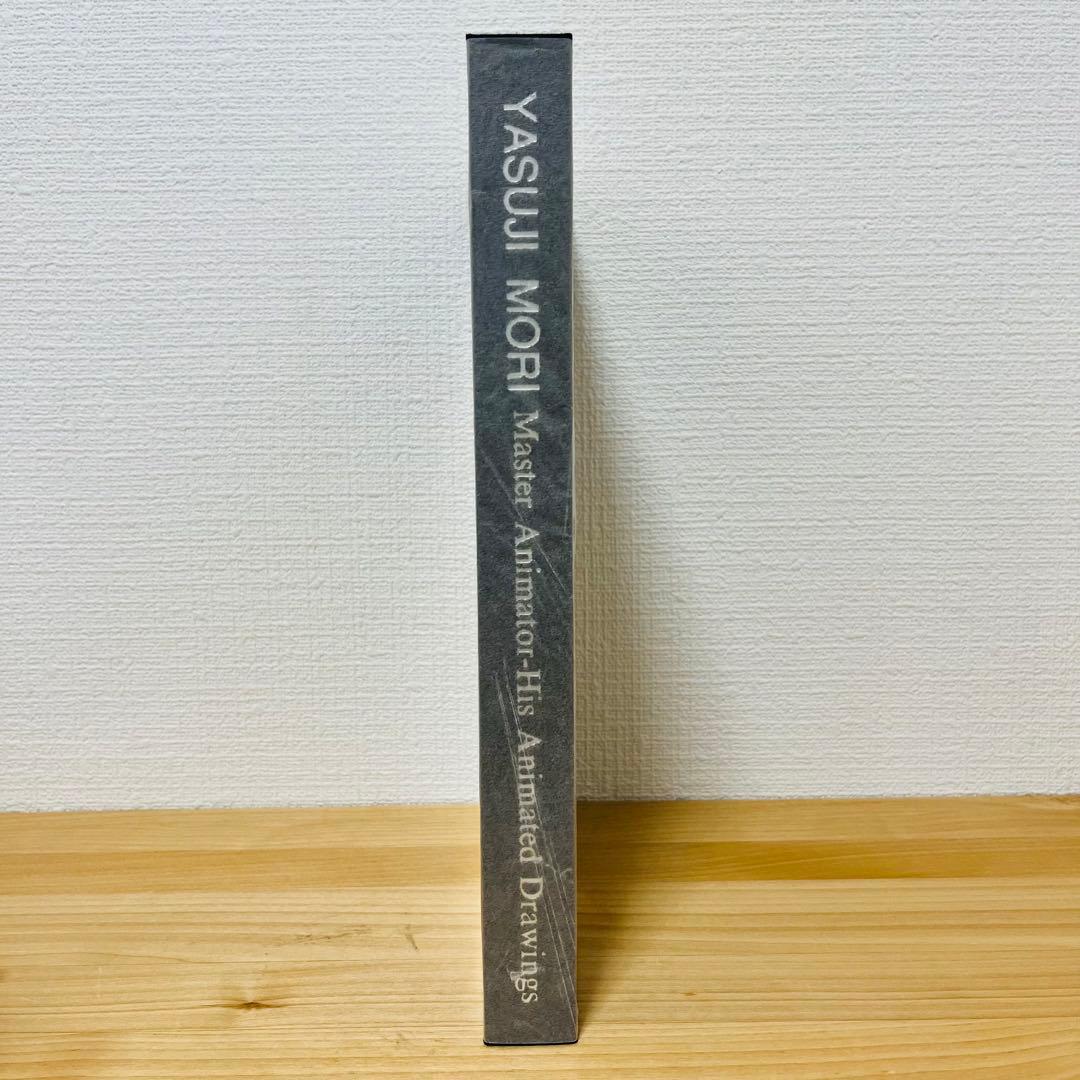 YASUJI MORI Master Animator-His Animated Drawings